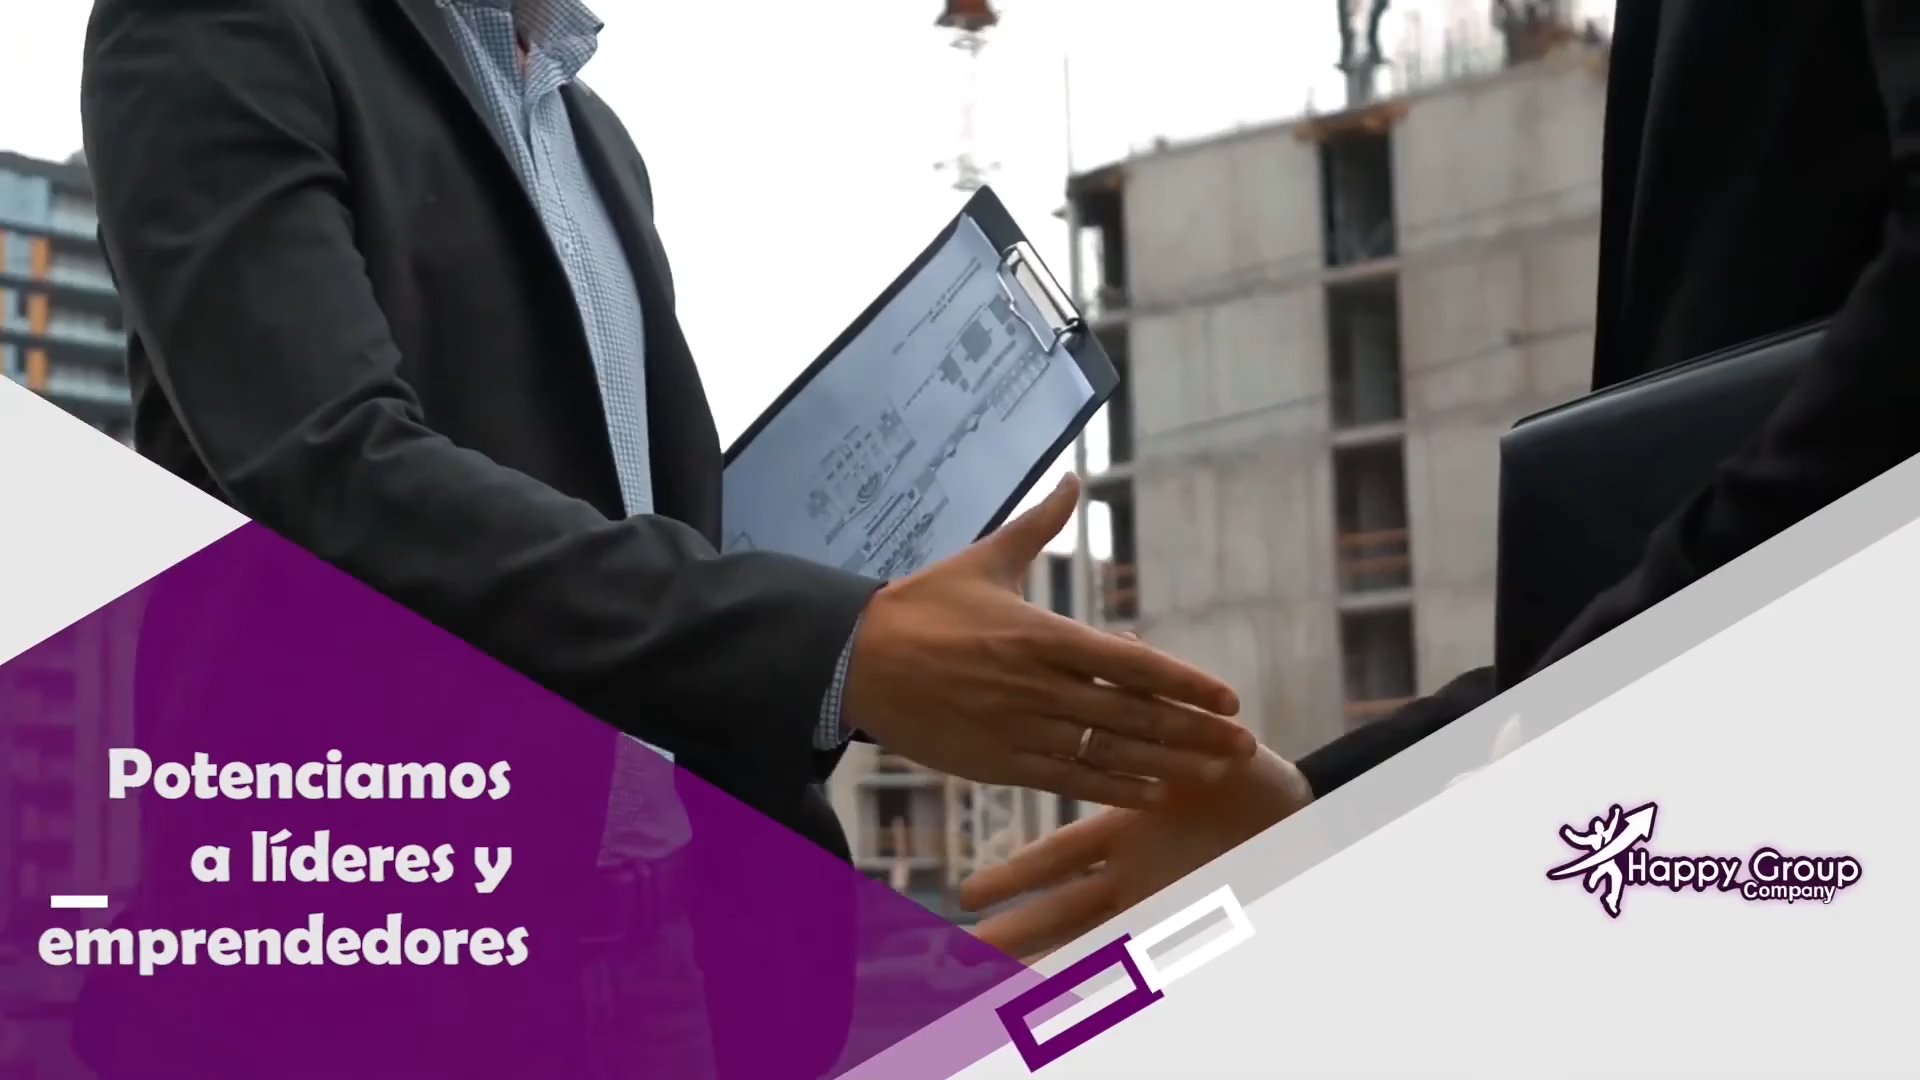 Potenciamos
a líderes y
emprendedores
Happy Group
Company